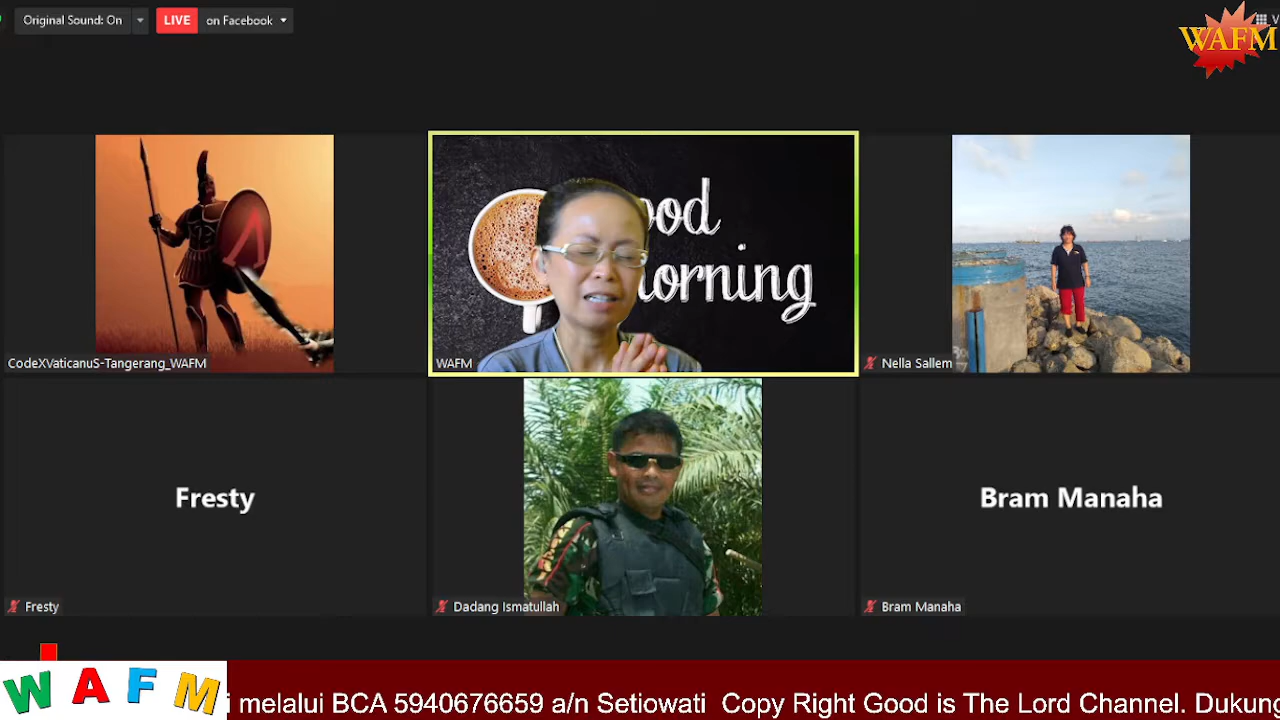 Original Sound: On
LIVE on Facebook
V
WAFM
ood
orning
CodeXVaticanuS-Tangerang_WAFM
WAFM
Nella Sallem
Fresty
Bram Manaha
Fresty
Dadang Ismatullah
Bram Manaha
WAFM
i melalui BCA 5940676659 a/n Setiowati Copy Right Good is The Lord Channel. Dukung